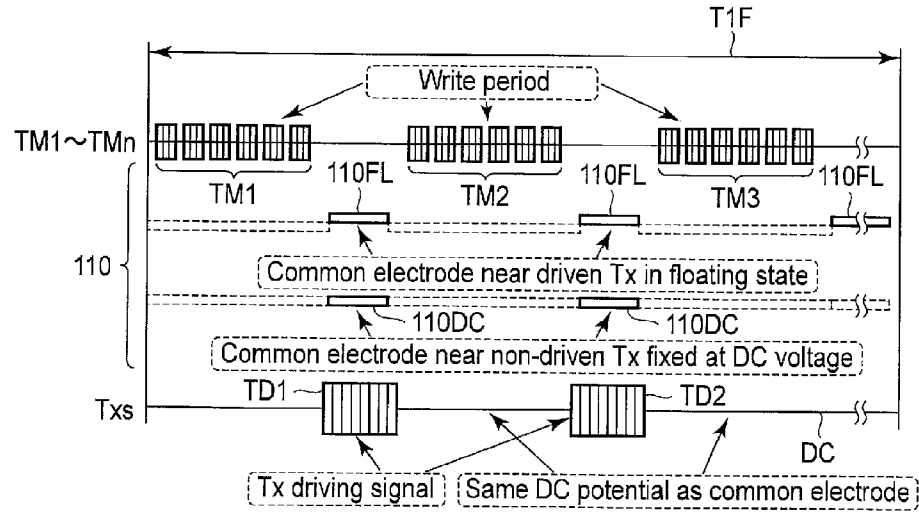 T1F
Write period
TM1~TMn
TM1 TM2 TM3
110FL 110FL 110FL
110
Common electrode near driven Tx in floating state
110DC 110DC
Common electrode near non-driven Tx fixed at DC voltage
TD1 TD2
Txs
DC
Tx driving signal Same DC potential as common electrode